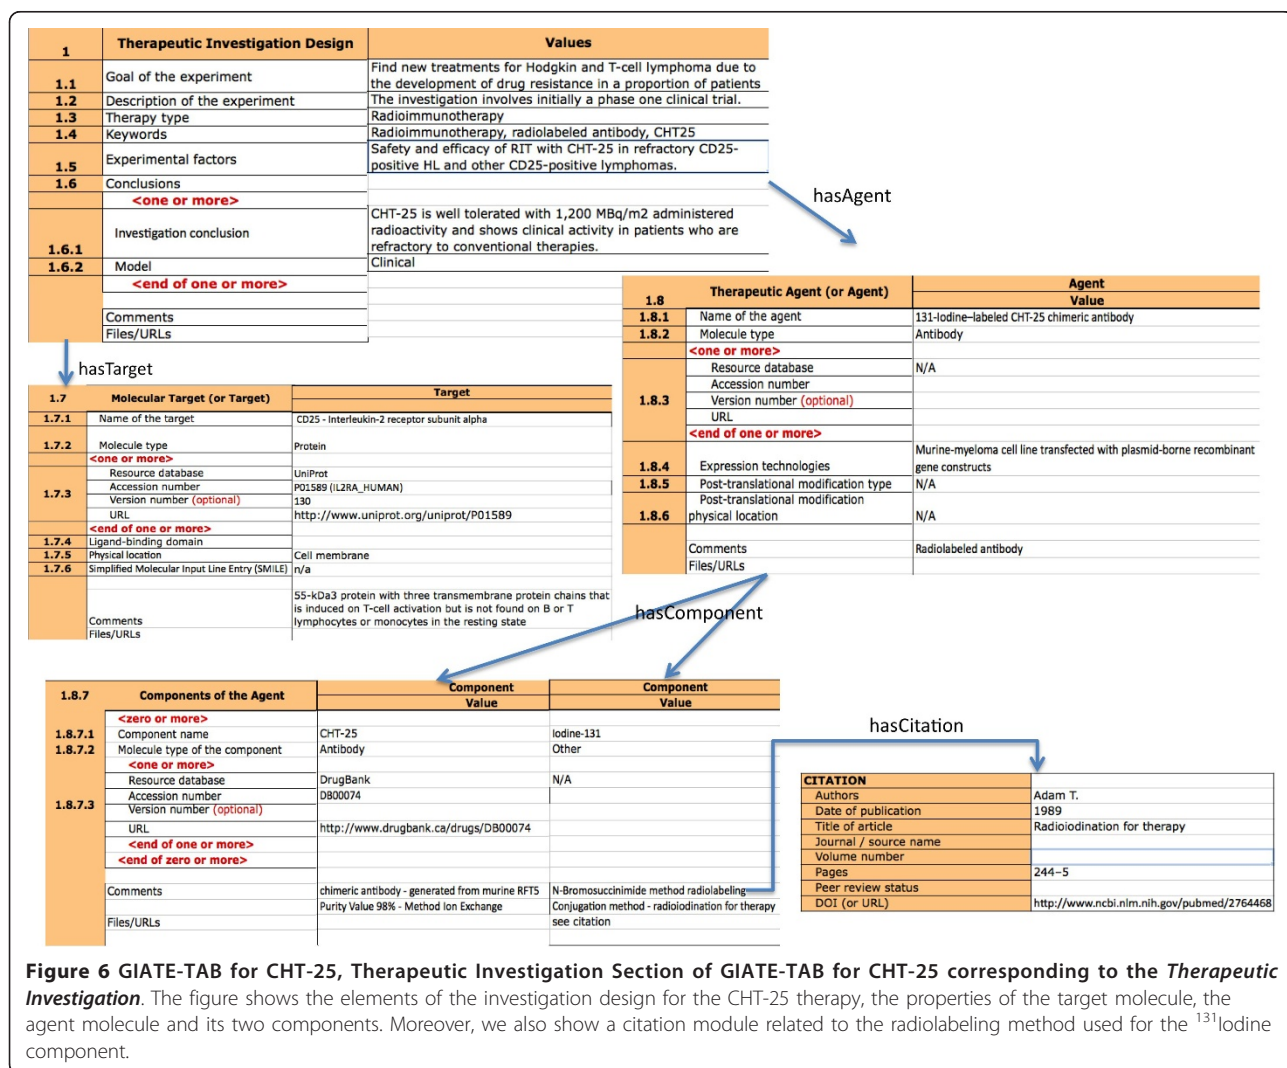 1 Therapeutic Investigation Design Values
1.1 Goal of the experiment Find new treatments for Hodgkin and T-cell lymphoma due to
the development of drug resistance in a proportion of patients
1.2 Description of the experiment The investigation involves initially a phase one clinical trial.
1.3 Therapy type Radioimmunotherapy
1.4 Keywords Radioimmunotherapy, radiolabeled antibody, CHT25
1.5 Experimental factors Safety and efficacy of RIT with CHT-25 in refractory CD25-
positive HL and other CD25-positive lymphomas.
1.6 Conclusions
<one or more>
1.6.1 Investigation conclusion CHT-25 is well tolerated with 1,200 MBq/m2 administered
radioactivity and shows clinical activity in patients who are
refractory to conventional therapies.
1.6.2 Model Clinical
<end of one or more>
Comments
Files/URLs
hasAgent
hasTarget
1.7 Molecular Target (or Target) Target
1.7.1 Name of the target CD25 - Interleukin-2 receptor subunit alpha
1.7.2 Molecule type Protein
<one or more>
Resource database UniProt
1.7.3 Accession number P01589 (IL2RA_HUMAN)
Version number (optional) 130
URL http://www.uniprot.org/uniprot/P01589
<end of one or more>
1.7.4 Ligand-binding domain
1.7.5 Physical location Cell membrane
1.7.6 Simplified Molecular Input Line Entry (SMILE) n/a
55-kDa3 protein with three transmembrane protein chains that
is induced on T-cell activation but is not found on B or T
Comments lymphocytes or monocytes in the resting state
Files/URLs
1.8 Therapeutic Agent (or Agent) Agent
Value
1.8.1 Name of the agent 131-Iodine–labeled CHT-25 chimeric antibody
1.8.2 Molecule type Antibody
<one or more>
Resource database N/A
Accession number
1.8.3 Version number (optional)
URL
<end of one or more>
1.8.4 Expression technologies Murine-myeloma cell line transfected with plasmid-borne recombinant
gene constructs
1.8.5 Post-translational modification type N/A
Post-translational modification
1.8.6 physical location N/A
Comments Radiolabeled antibody
Files/URLs
hasComponent
1.8.7 Components of the Agent Component Component
Value Value
<zero or more>
1.8.7.1 Component name CHT-25 Iodine-131
1.8.7.2 Molecule type of the component Antibody Other
<one or more>
Resource database DrugBank N/A
1.8.7.3 Accession number DB00074
Version number (optional)
URL http://www.drugbank.ca/drugs/DB00074
<end of one or more>
<end of zero or more>
Comments chimeric antibody - generated from murine RFT5 N-Bromosuccinimide method radiolabeling
Purity Value 98% - Method Ion Exchange Conjugation method - radioiodination for therapy
Files/URLs see citation
hasCitation
CITATION
Authors Adam T.
Date of publication 1989
Title of article Radioiodination for therapy
Journal / source name
Volume number
Pages 244–5
Peer review status
DOI (or URL) http://www.ncbi.nlm.nih.gov/pubmed/2764468
Figure 6 GIATE-TAB for CHT-25, Therapeutic Investigation Section of GIATE-TAB for CHT-25 corresponding to the Therapeutic
Investigation. The figure shows the elements of the investigation design for the CHT-25 therapy, the properties of the target molecule, the
agent molecule and its two components. Moreover, we also show a citation module related to the radiolabeling method used for the ¹³¹Iodine
component.